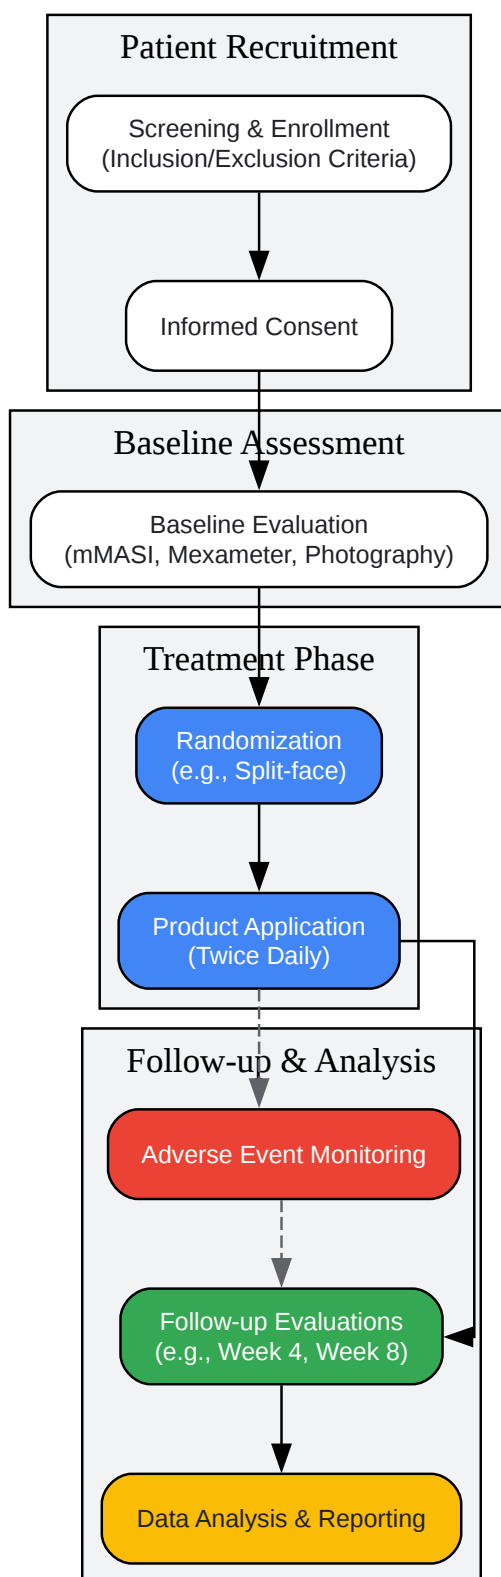 Patient Recruitment
Screening & Enrollment
(Inclusion/Exclusion Criteria)
Informed Consent
Baseline Assessment
Baseline Evaluation
(mMASI, Mexameter, Photography)
Treatment Phase
Randomization
(e.g., Split-face)
Product Application
(Twice Daily)
Follow-up & Analysis
Adverse Event Monitoring
Follow-up Evaluations
(e.g., Week 4, Week 8)
Data Analysis & Reporting